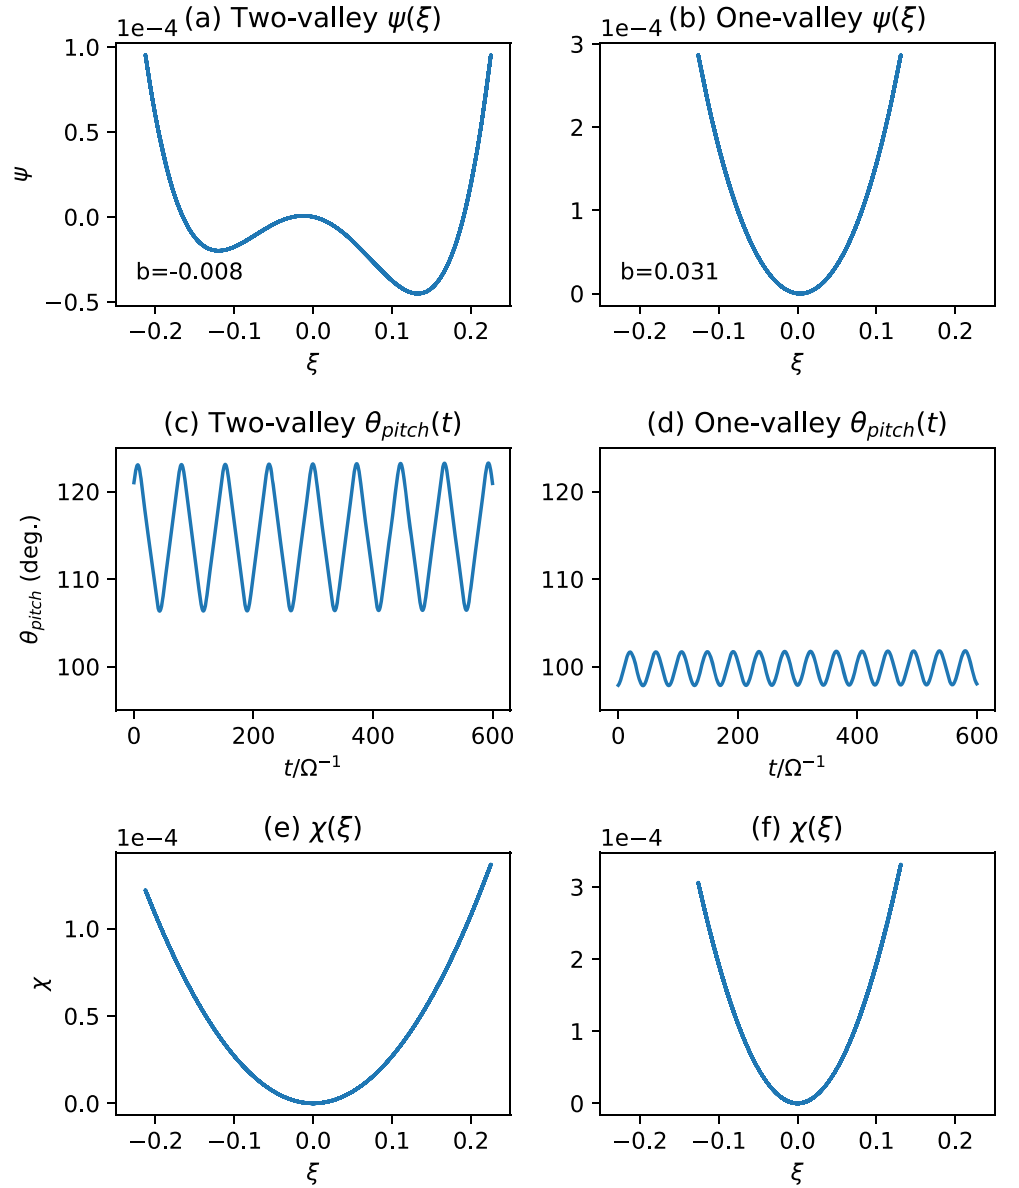 (a) Two-valley ψ(ξ)
1e−4
1.0
0.5
0.0
−0.5
ψ
b=-0.008
−0.2 −0.1 0.0 0.1 0.2
ξ
(b) One-valley ψ(ξ)
1e−4
3
2
1
0
b=0.031
−0.2 −0.1 0.0 0.1 0.2
ξ
(c) Two-valley θ_pitch(t)
120
110
100
θ_pitch (deg.)
0 200 400 600
t/Ω⁻¹
(d) One-valley θ_pitch(t)
120
110
100
0 200 400 600
t/Ω⁻¹
(e) χ(ξ)
1e−4
1.0
0.5
0.0
χ
−0.2 −0.1 0.0 0.1 0.2
ξ
(f) χ(ξ)
1e−4
3
2
1
0
−0.2 −0.1 0.0 0.1 0.2
ξ